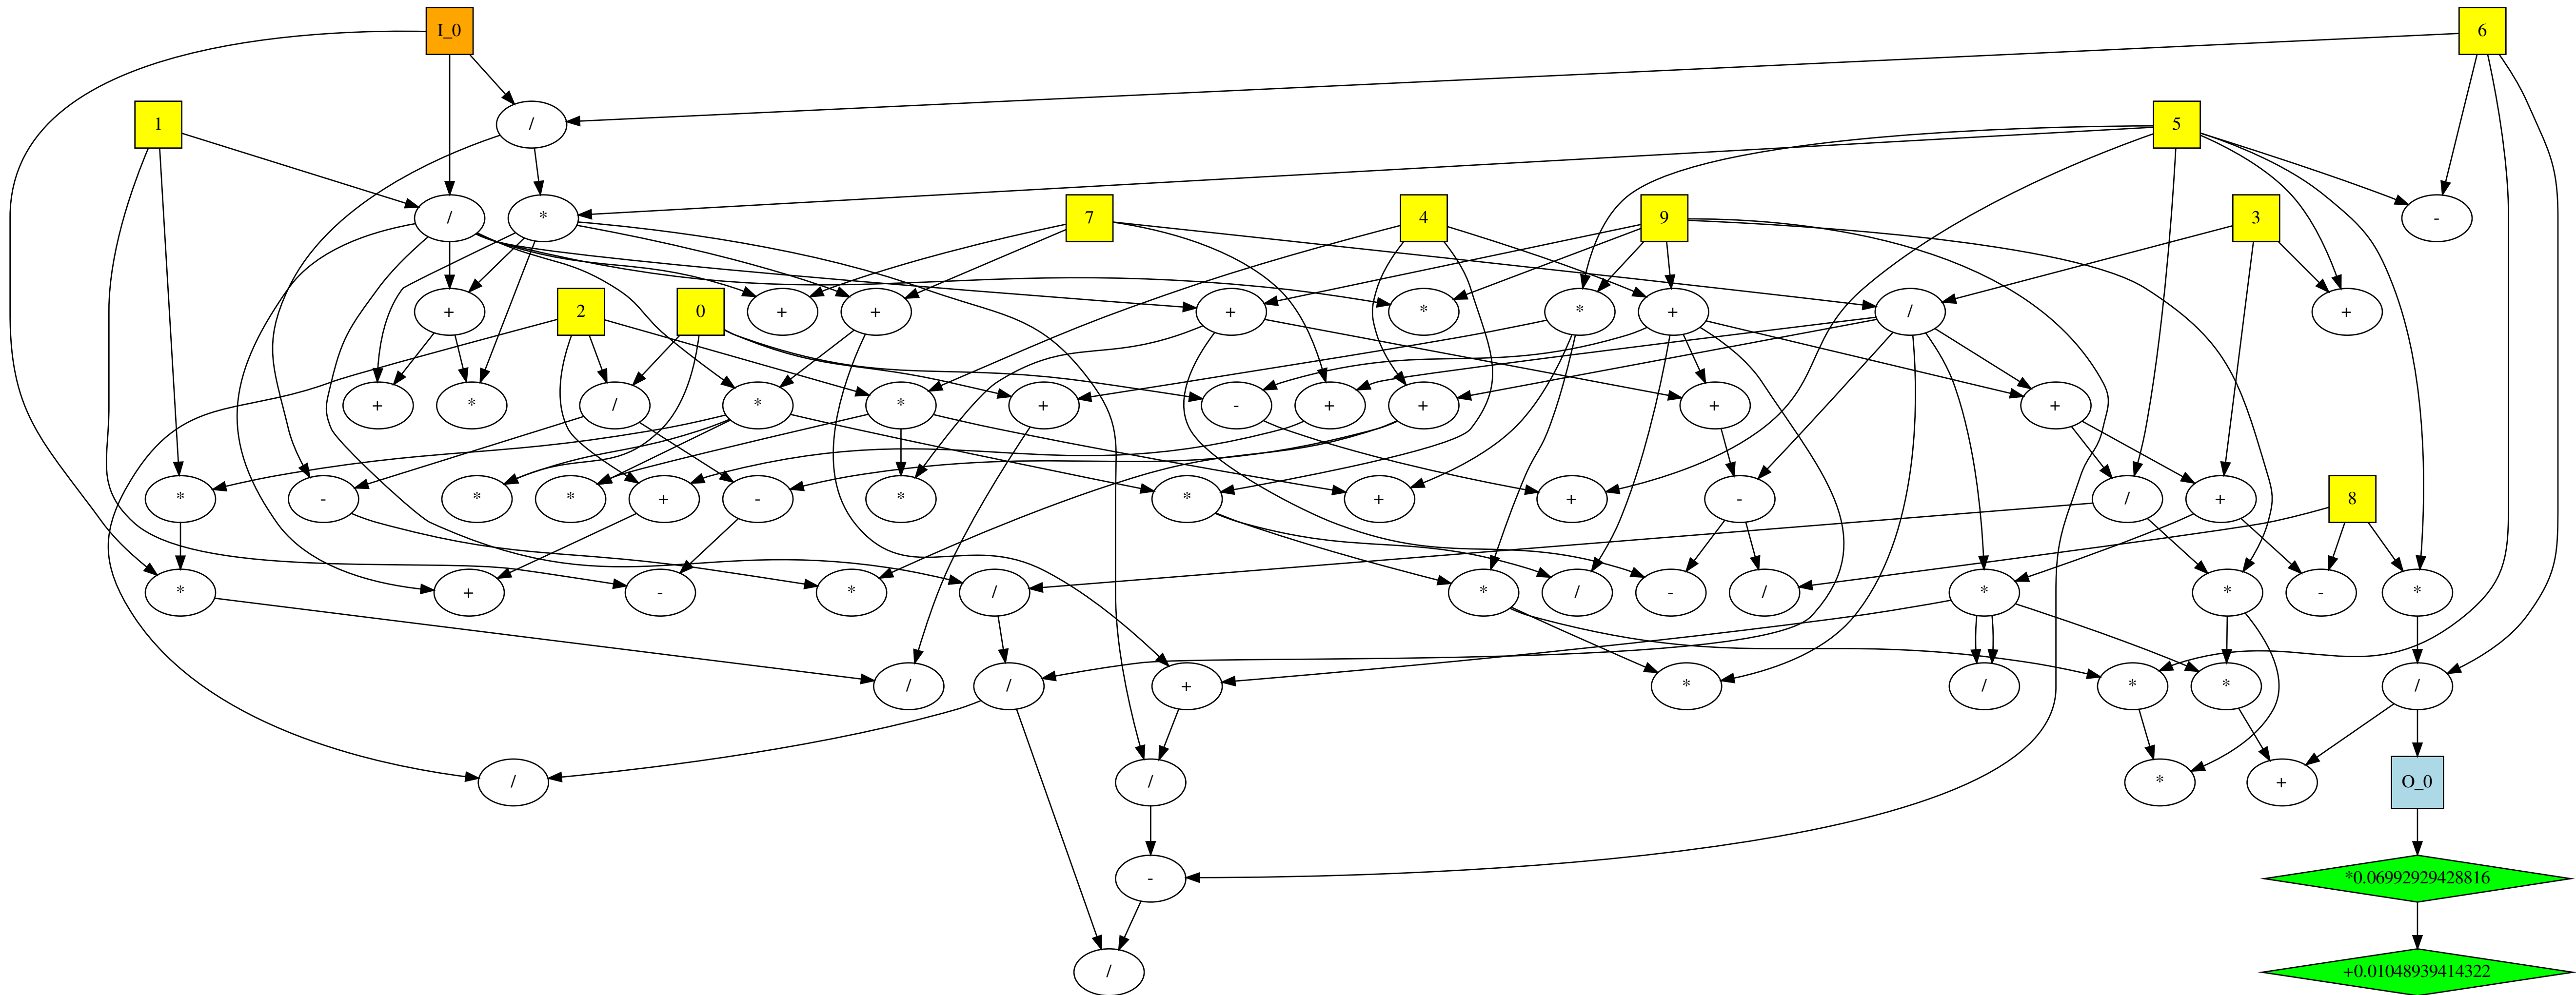 I_0 6
1 / 5
/ * 7 4 9 3 -
+ 2 0 + + + * * + / +
+ * / * * + - + + + +
* - * * + - * * + + - / + 8
* + - * / * / - / * * - *
/ / + * / * * /
/ / * + O_0
- *0.06992929428816
/ +0.01048939414322